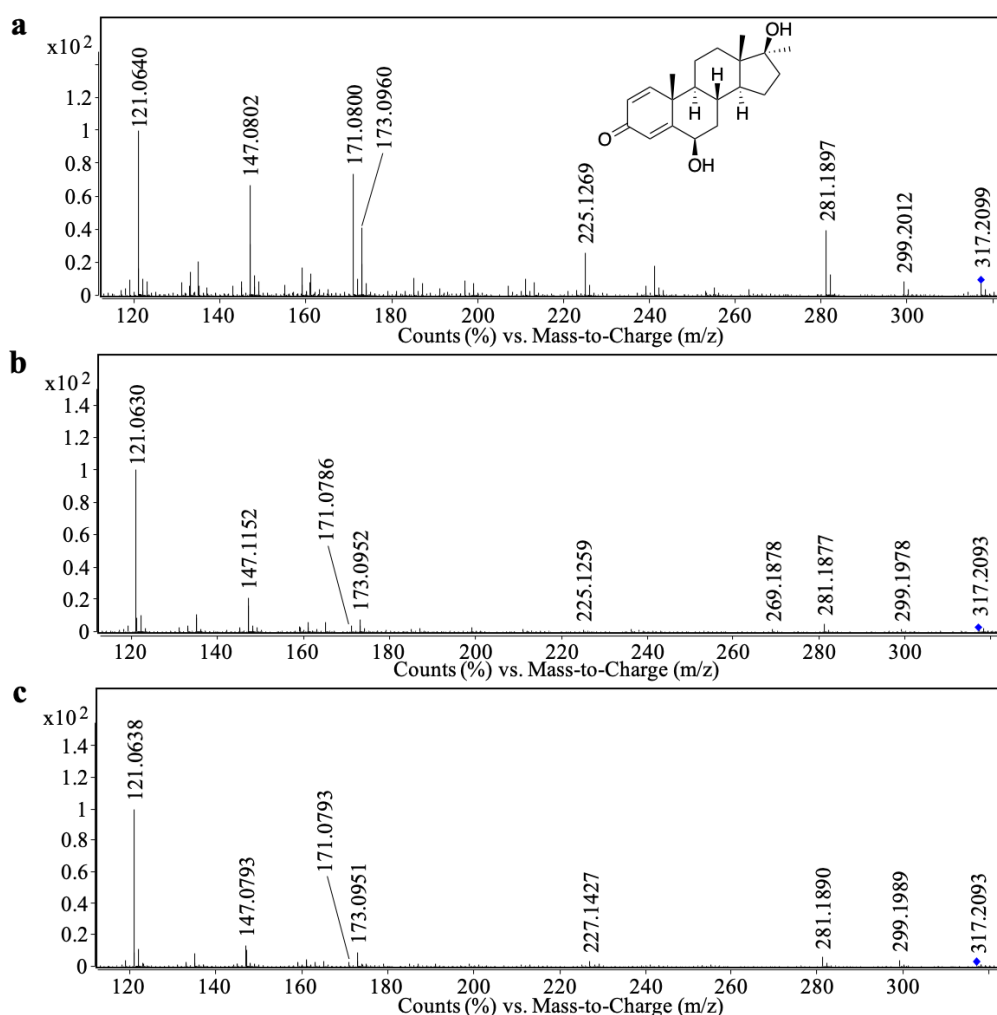 a
x10²
1.2
1
0.8
0.6
0.4
0.2
0
121.0640
147.0802
171.0800
173.0960
225.1269
281.1897
299.2012
317.2099
OH
H
H
H
O
OH
120 140 160 180 200 220 240 260 280 300
Counts (%) vs. Mass-to-Charge (m/z)
b
x10²
1.4
1.2
1
0.8
0.6
0.4
0.2
0
121.0630
147.1152
171.0786
173.0952
225.1259
269.1878
281.1877
299.1978
317.2093
120 140 160 180 200 220 240 260 280 300
Counts (%) vs. Mass-to-Charge (m/z)
c
x10²
1.4
1.2
1
0.8
0.6
0.4
0.2
0
121.0638
147.0793
171.0793
173.0951
227.1427
281.1890
299.1989
317.2093
120 140 160 180 200 220 240 260 280 300
Counts (%) vs. Mass-to-Charge (m/z)